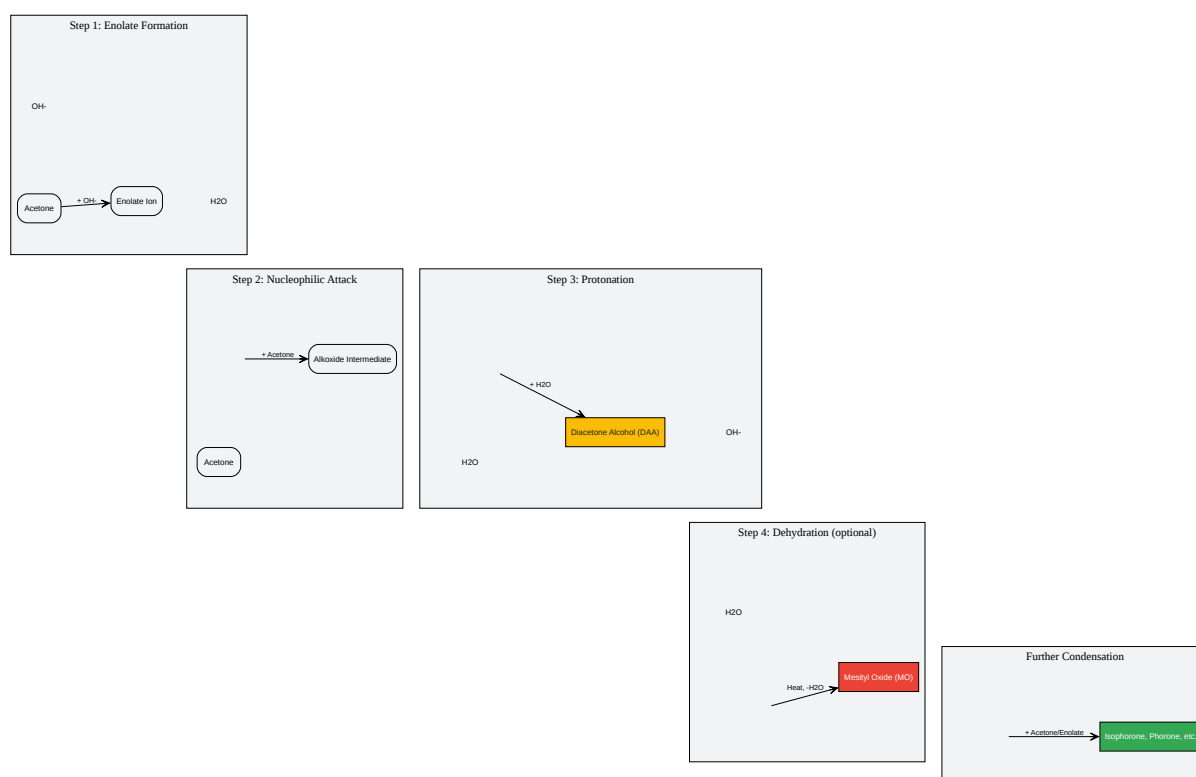 Step 1: Enolate Formation
OH-
Acetone
+ OH-
Enolate Ion
H2O
Step 2: Nucleophilic Attack
+ Acetone
Alkoxide Intermediate
Acetone
Step 3: Protonation
+ H2O
Diacetone Alcohol (DAA)
OH-
H2O
Step 4: Dehydration (optional)
H2O
Heat, -H2O
Mesityl Oxide (MO)
Further Condensation
+ Acetone/Enolate
Isophorone, Phorone, etc.